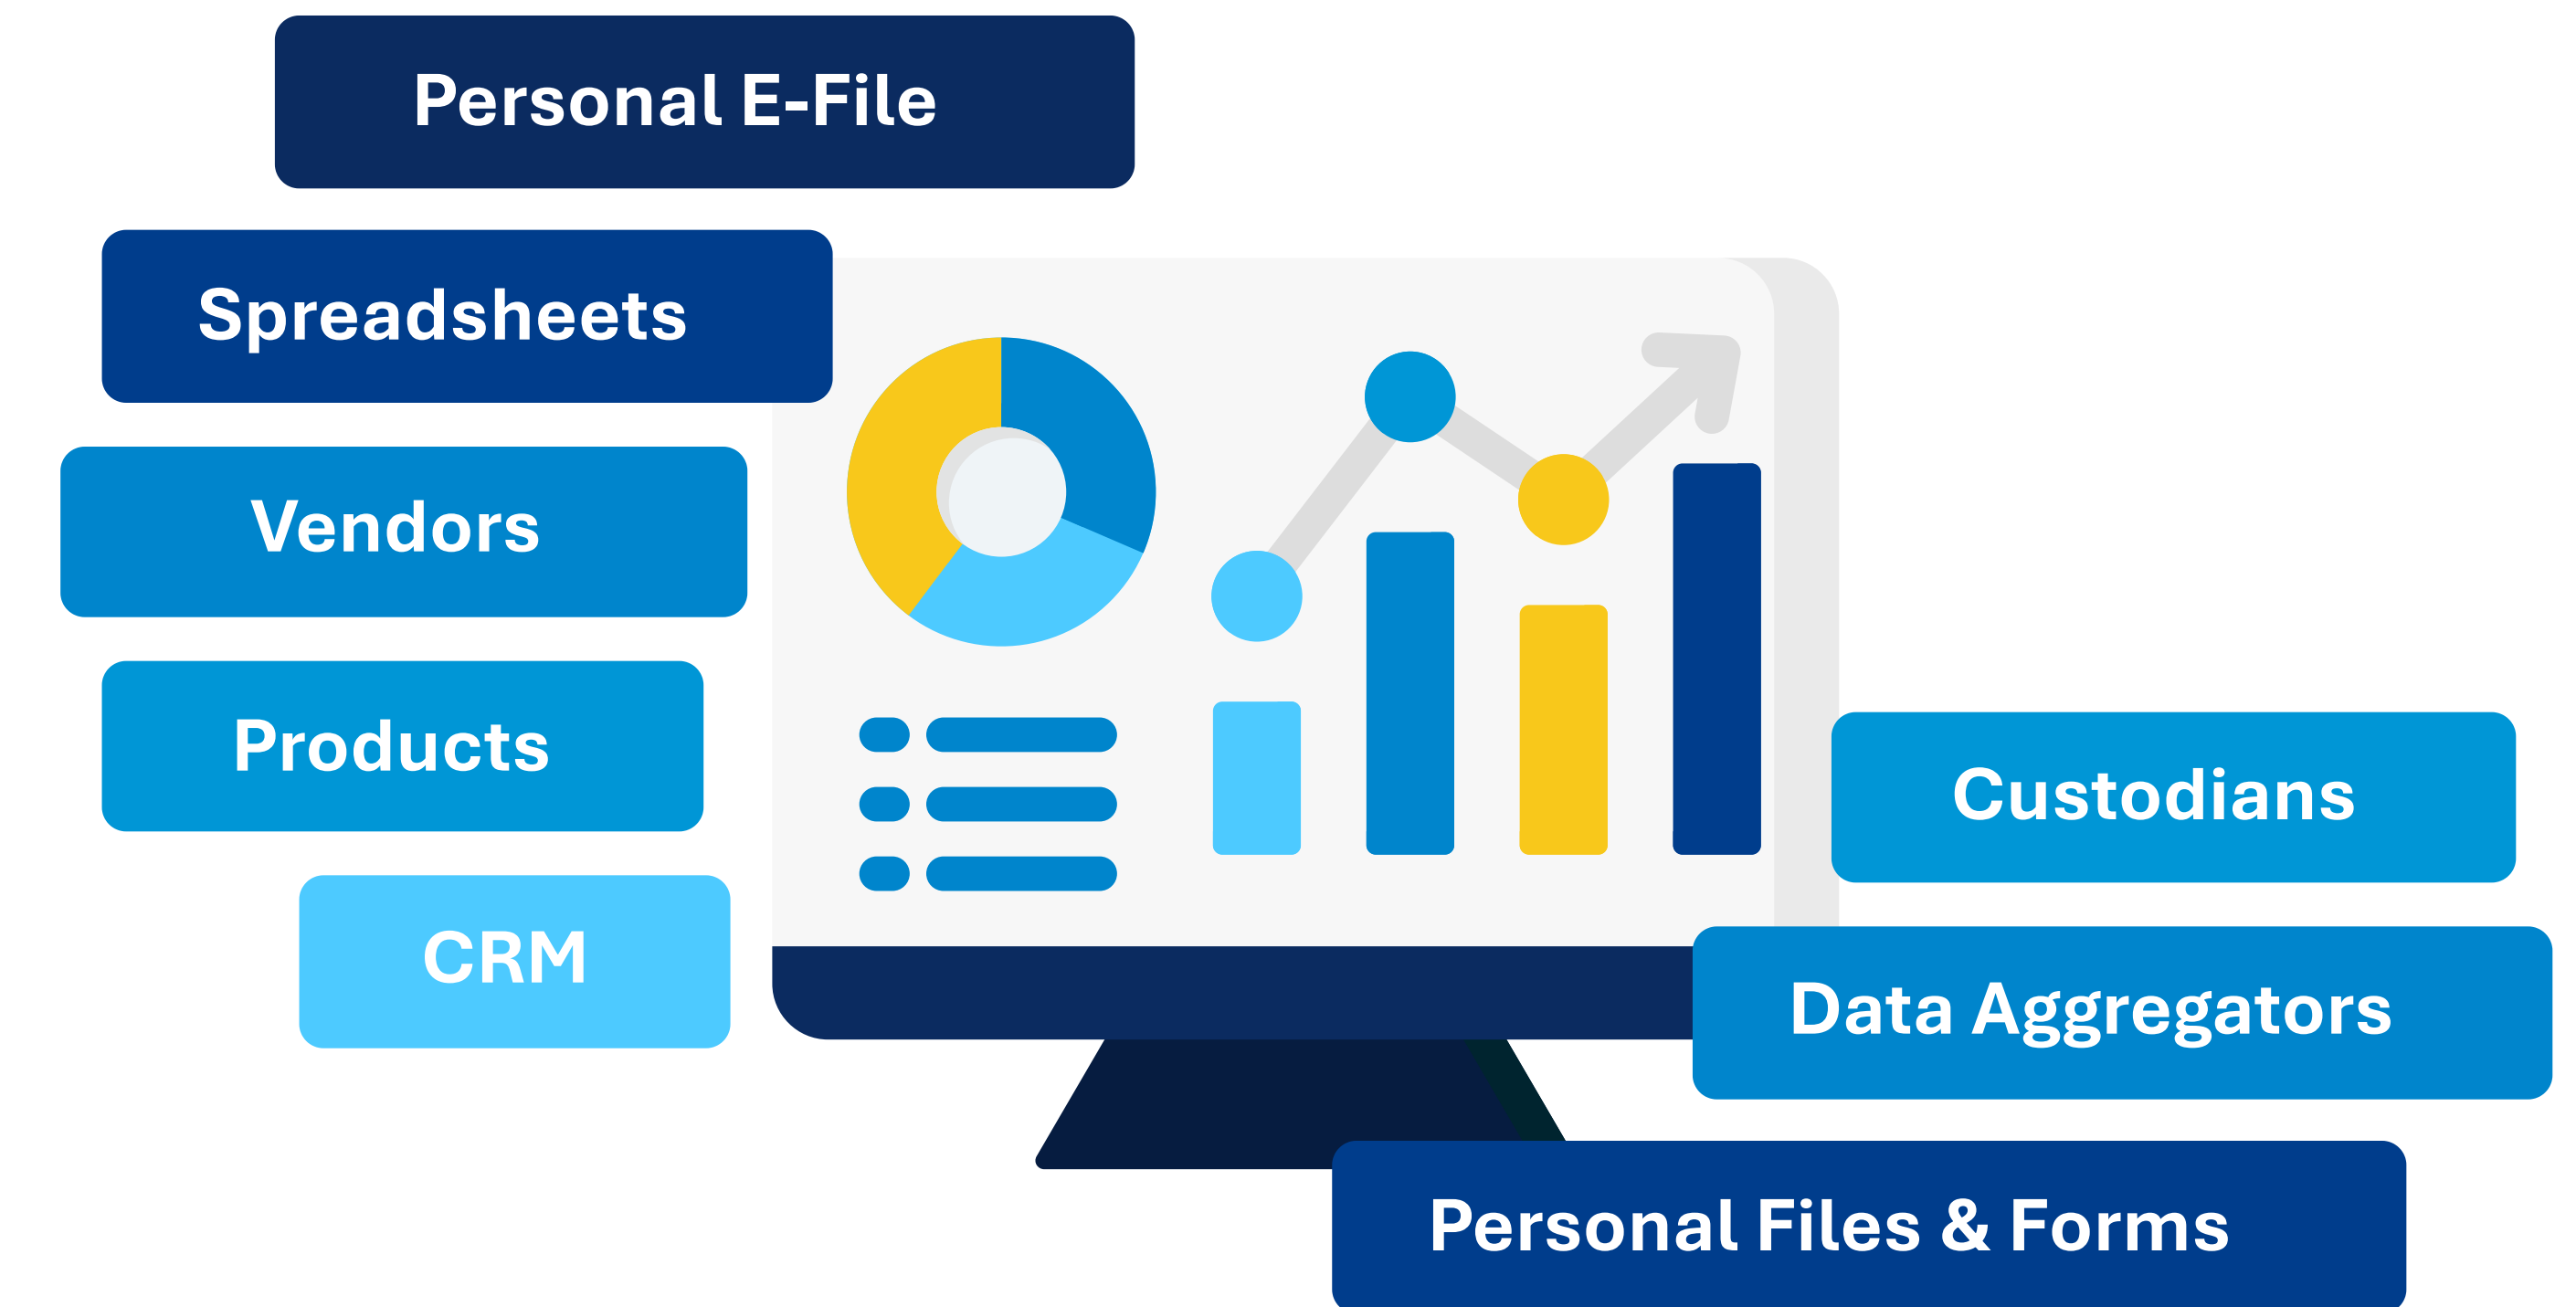 Personal E-File
Spreadsheets
Vendors
Products
CRM
Custodians
Data Aggregators
Personal Files & Forms